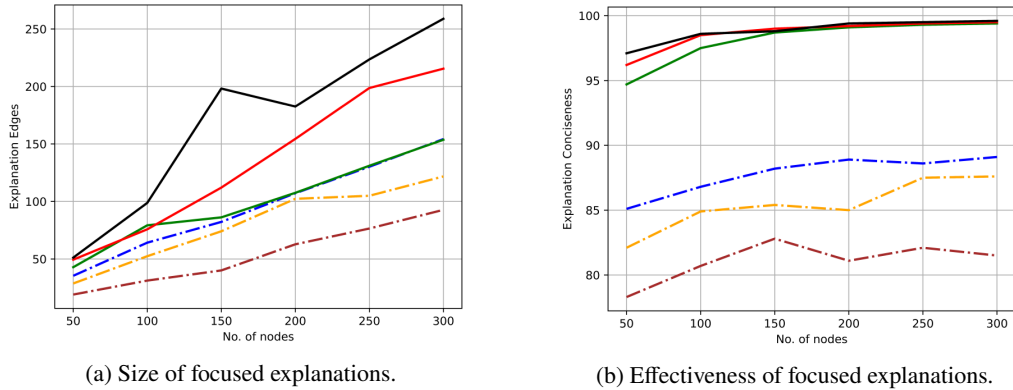 250
200
150
100
50
Explanation Edges
50 100 150 200 250 300
No. of nodes
(a) Size of focused explanations.
100
95
90
85
80
Explanation Conciseness
50 100 150 200 250 300
No. of nodes
(b) Effectiveness of focused explanations.